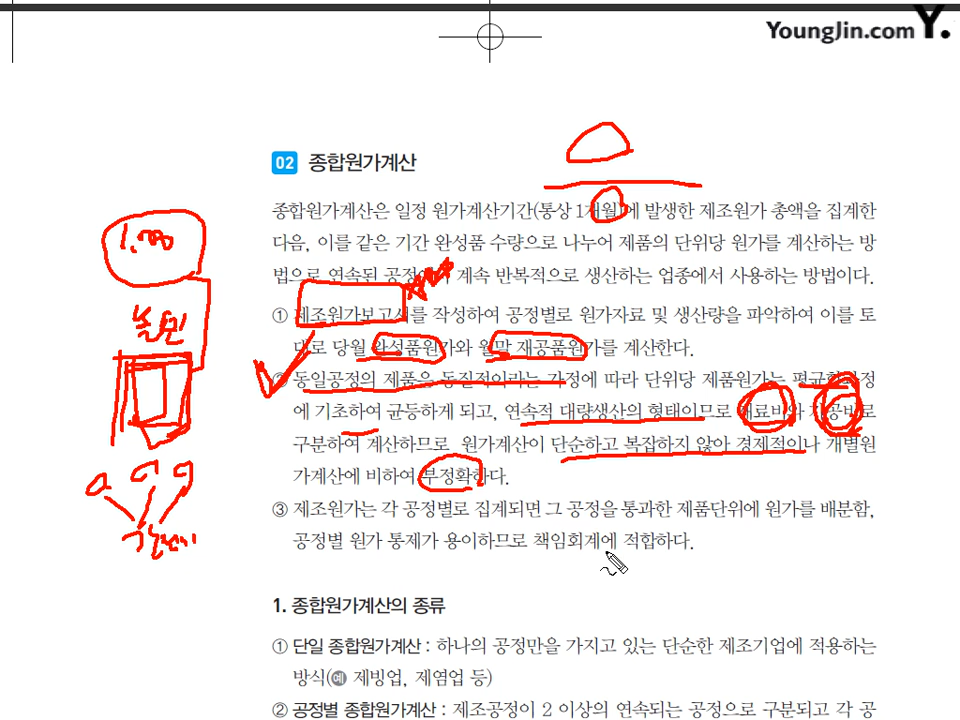 YoungJin.com Y.
02 종합원가계산
종합원가계산은 일정 원가계산기간(통상 1개월)에 발생한 제조원가 총액을 집계한
다음, 이를 같은 기간 완성품 수량으로 나누어 제품의 단위당 원가를 계산하는 방
법으로 연속된 공정에서 계속 반복적으로 생산하는 업종에서 사용하는 방법이다.
① 제조원가보고서를 작성하여 공정별로 원가자료 및 생산량을 파악하여 이를 토
대로 당월 완성품원가와 월말 재공품원가를 계산한다.
② 동일공정의 제품은 동질적이라는 가정에 따라 단위당 제품원가는 평균화과정
에 기초하여 균등하게 되고, 연속적 대량생산의 형태이므로 재료비와 가공비로
구분하여 계산하므로 원가계산이 단순하고 복잡하지 않아 경제적이나 개별원
가계산에 비하여 부정확하다.
③ 제조원가는 각 공정별로 집계되면 그 공정을 통과한 제품단위에 원가를 배분함,
공정별 원가 통제가 용이하므로 책임회계에 적합하다.
1. 종합원가계산의 종류
① 단일 종합원가계산 : 하나의 공정만을 가지고 있는 단순한 제조기업에 적용하는
방식(예 제빙업, 제염업 등)
② 공정별 종합원가계산 : 제조공정이 2 이상의 연속되는 공정으로 구분되고 각 공